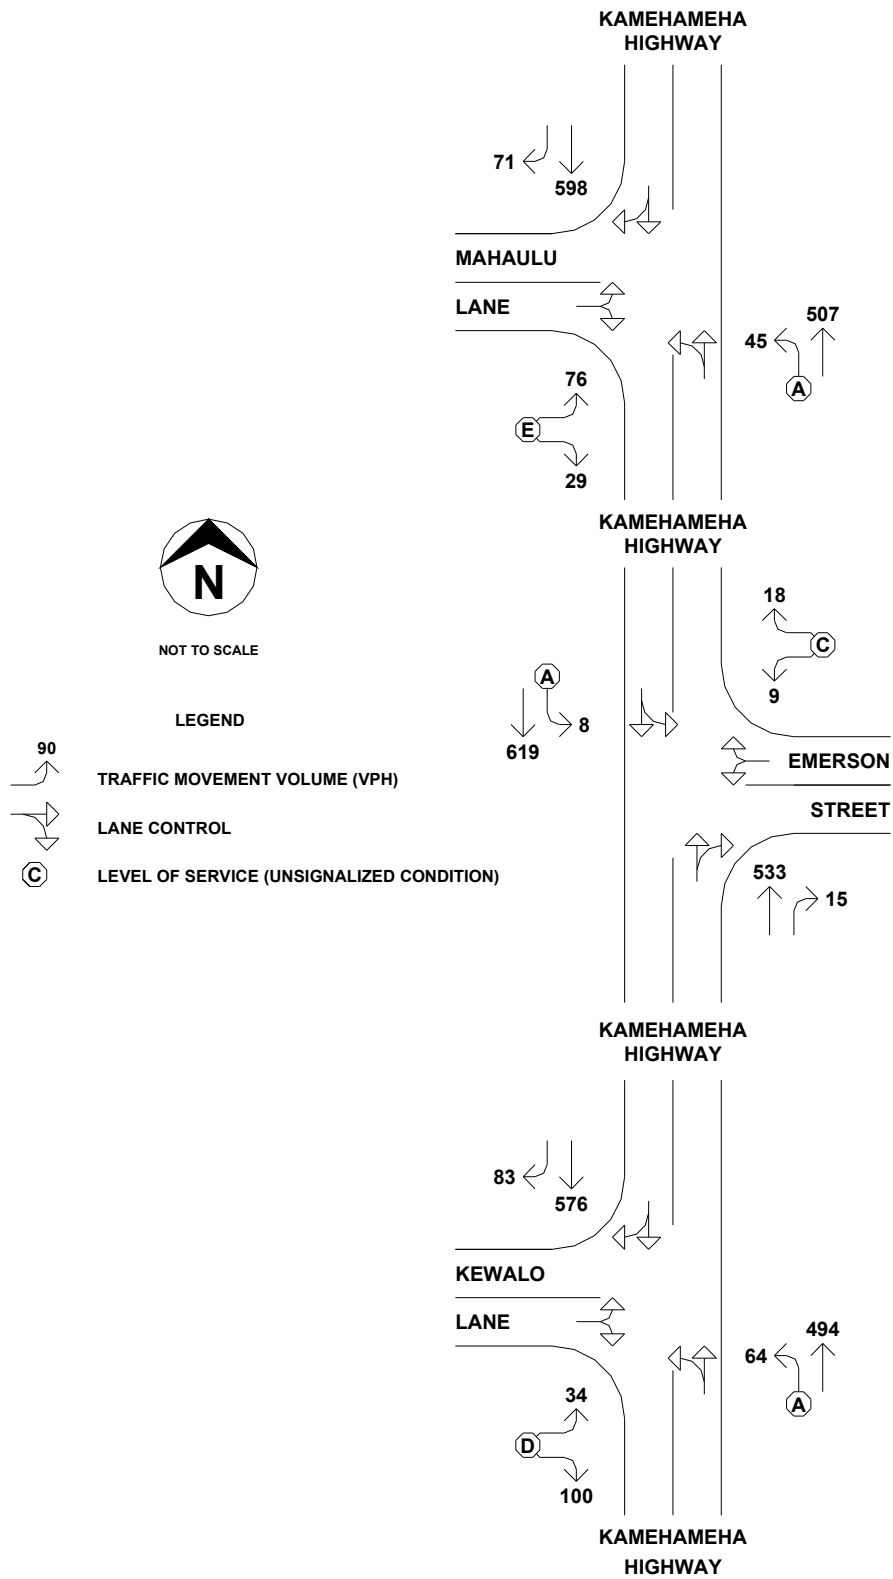 KAMEHAMEHA
HIGHWAY
71
598
MAHAULU
LANE
507
45
A
76
E
29
KAMEHAMEHA
HIGHWAY
N
NOT TO SCALE
18
C
9
A
8
619
LEGEND
90
TRAFFIC MOVEMENT VOLUME (VPH)
LANE CONTROL
C LEVEL OF SERVICE (UNSIGNALIZED CONDITION)
EMERSON
STREET
533
15
KAMEHAMEHA
HIGHWAY
83
576
KEWALO
LANE
494
64
A
34
D
100
KAMEHAMEHA
HIGHWAY